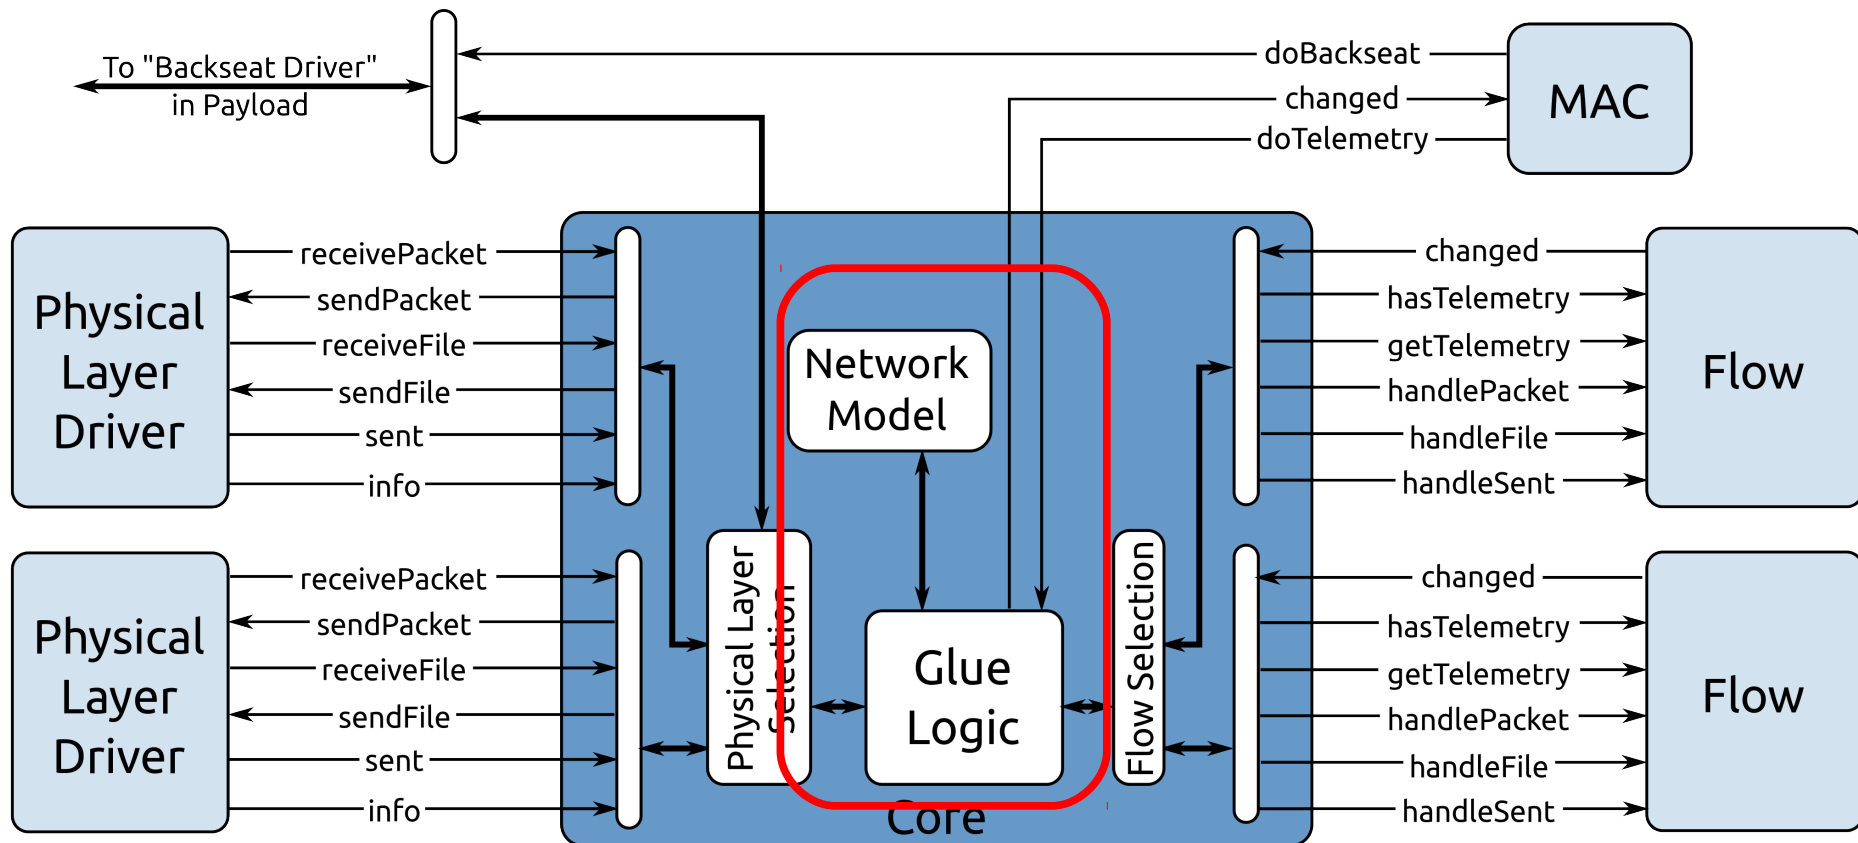 To "Backseat Driver"
in Payload
doBackseat
changed
doTelemetry
MAC
Physical
Layer
Driver
receivePacket
sendPacket
receiveFile
sendFile
sent
info
Physical
Layer
Driver
receivePacket
sendPacket
receiveFile
sendFile
sent
info
Network
Model
Physical Layer
Selection
Glue
Logic
Flow Selection
Core
changed
hasTelemetry
getTelemetry
handlePacket
handleFile
handleSent
Flow
changed
hasTelemetry
getTelemetry
handlePacket
handleFile
handleSent
Flow